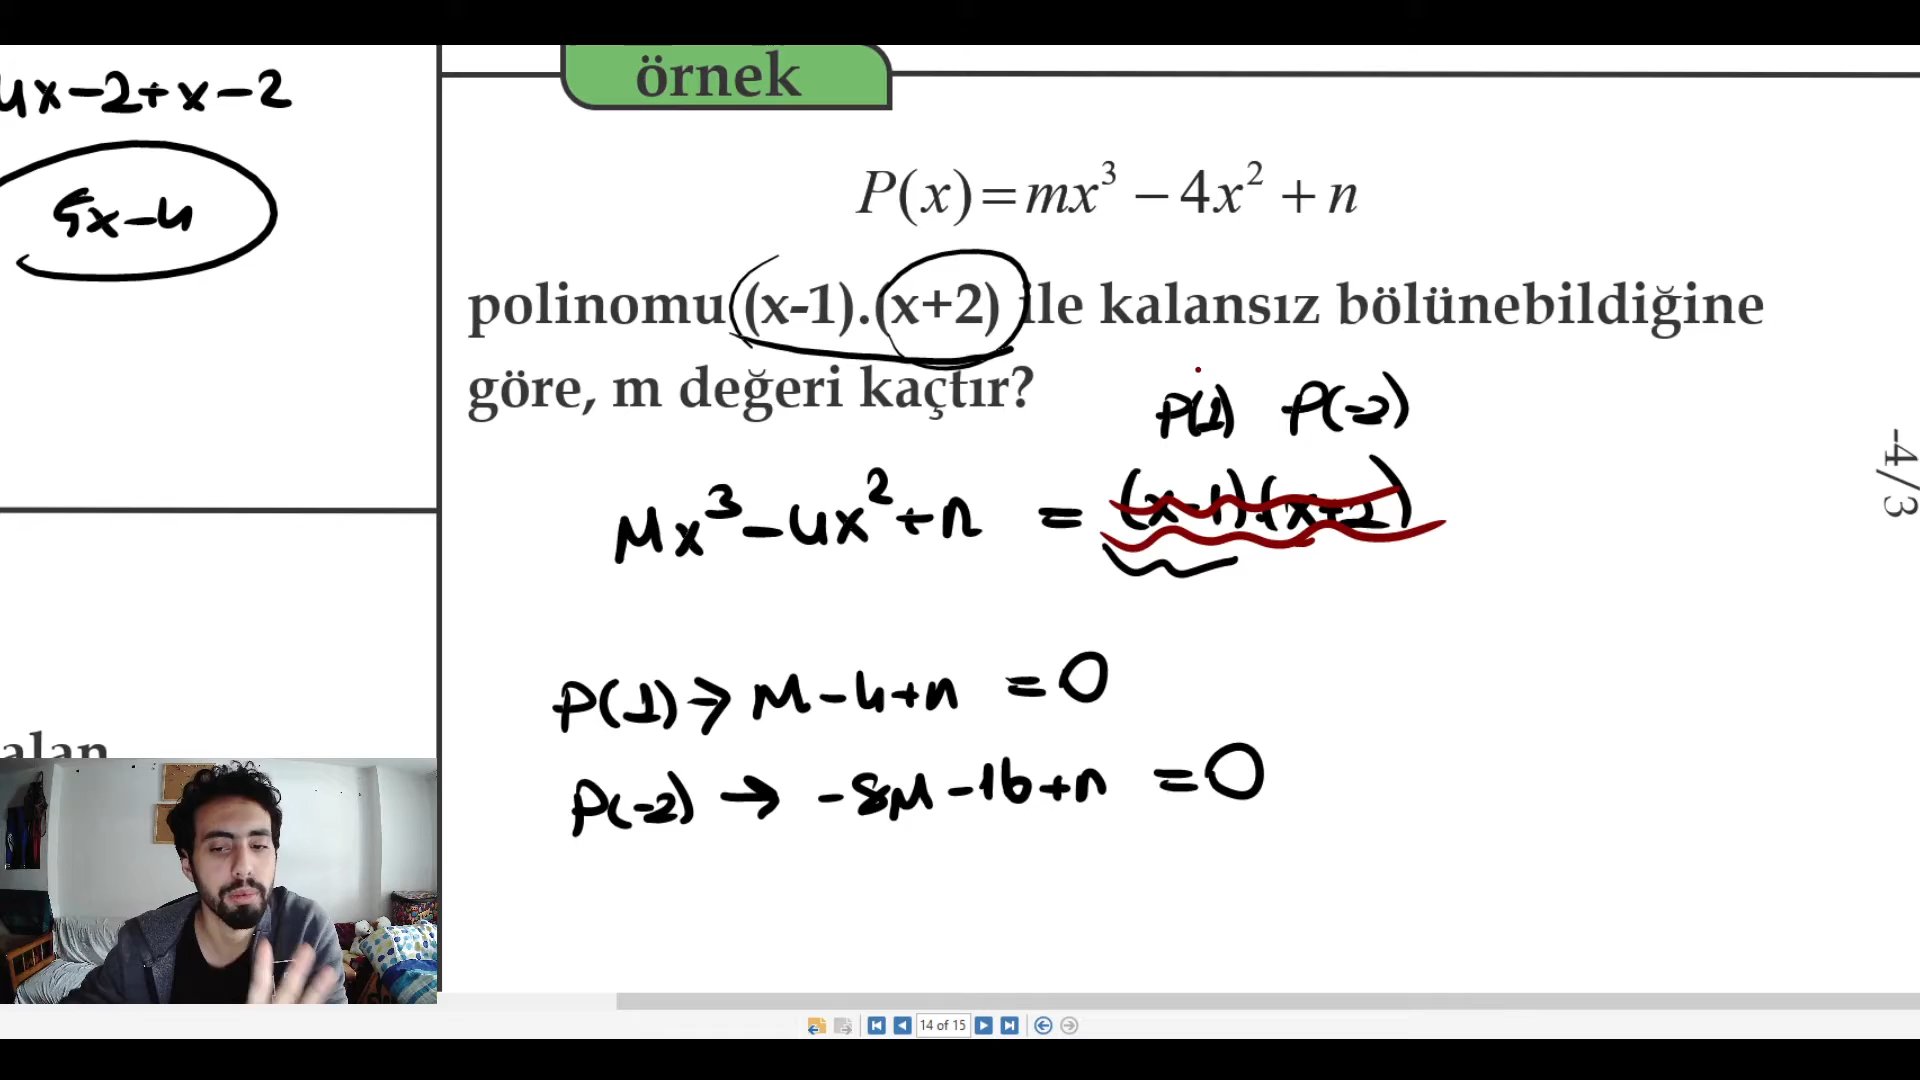 4x-2+x-2
5x-4
alan
örnek
P(x)=mx³ − 4x² + n
polinomu (x-1).(x+2) ile kalansız bölünebildiğine
göre, m değeri kaçtır?
P(1) P(-2)
Mx³-4x²+n = (x-1)(x+2)
P(1)→ M-4+n =0
P(-2) → -8M-16+n =0
-4/3
14 of 15